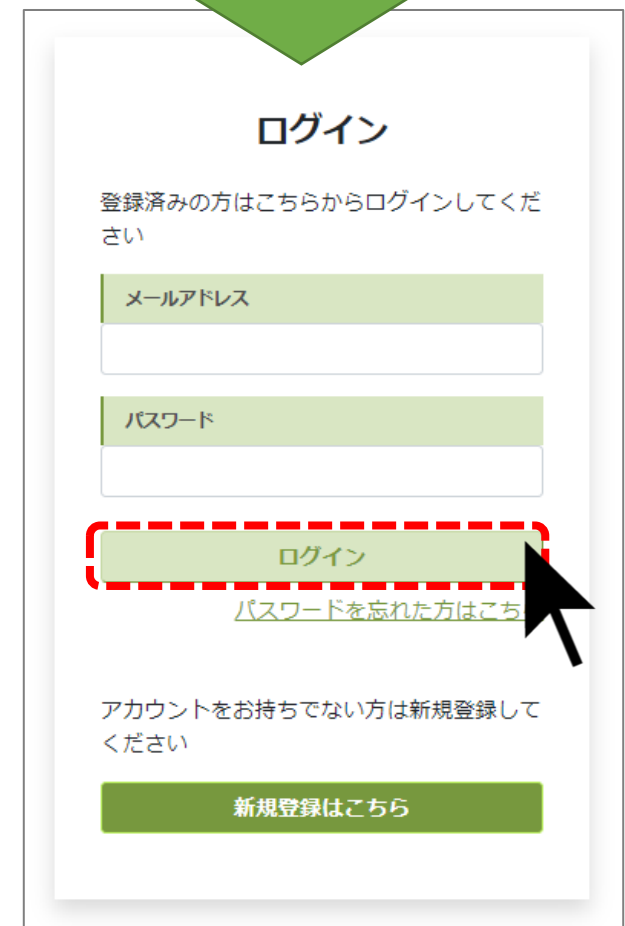 ログイン
登録済みの方はこちらからログインしてくだ
さい
メールアドレス
パスワード
ログイン
パスワードを忘れた方はこち
アカウントをお持ちでない方は新規登録して
ください
新規登録はこちら